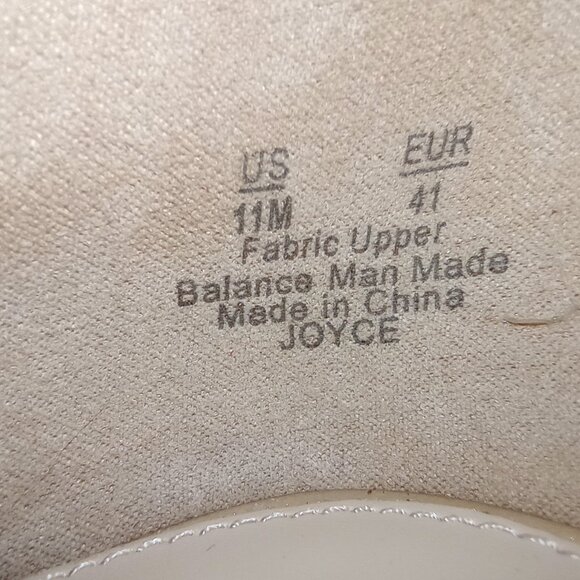 US EUR
11M 41
Fabric Upper
Balance Man Made
Made in China
JOYCE